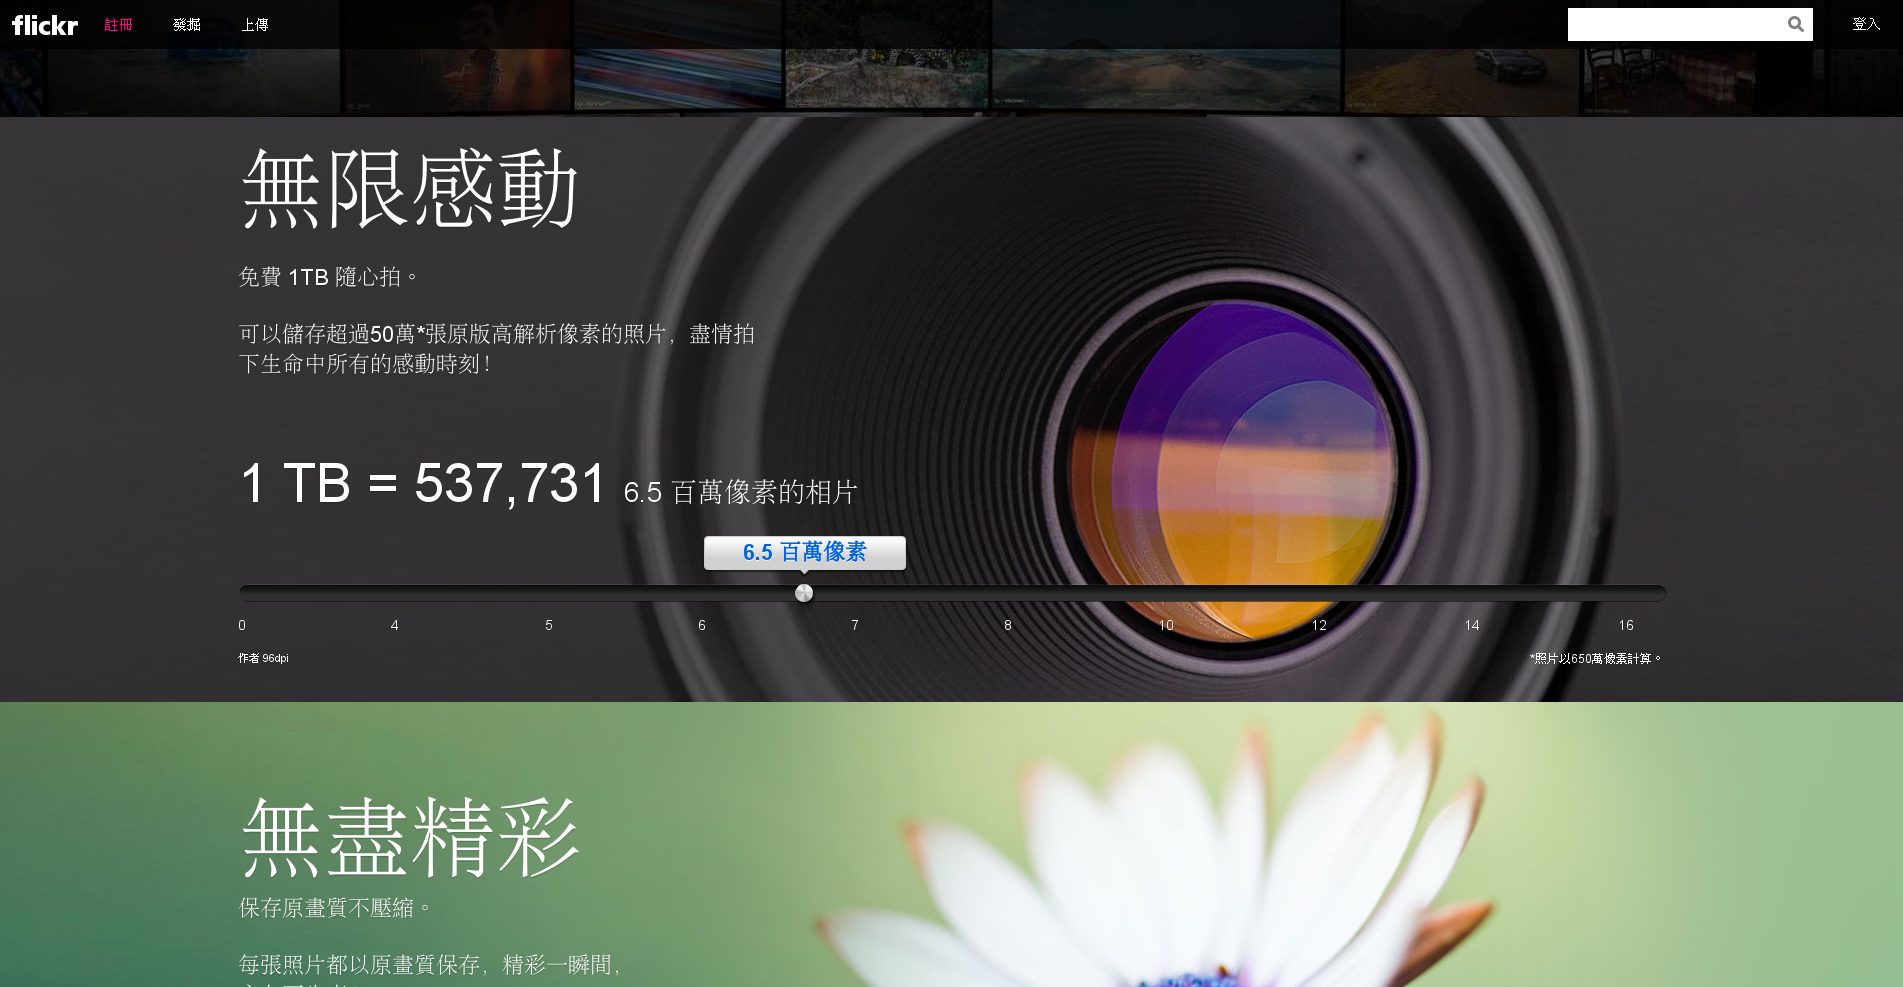 flickr 註冊 發掘 上傳 登入
無限感動
免費 1TB 隨心拍。
可以儲存超過50萬*張原版高解析像素的照片，盡情拍
下生命中所有的感動時刻！
1 TB = 537,731 6.5 百萬像素的相片
6.5 百萬像素
0 4 5 6 7 8 10 12 14 16
作者 96dpi
*照片以650萬像素計算。
無盡精彩
保存原畫質不壓縮。
每張照片都以原畫質保存，精彩一瞬間，